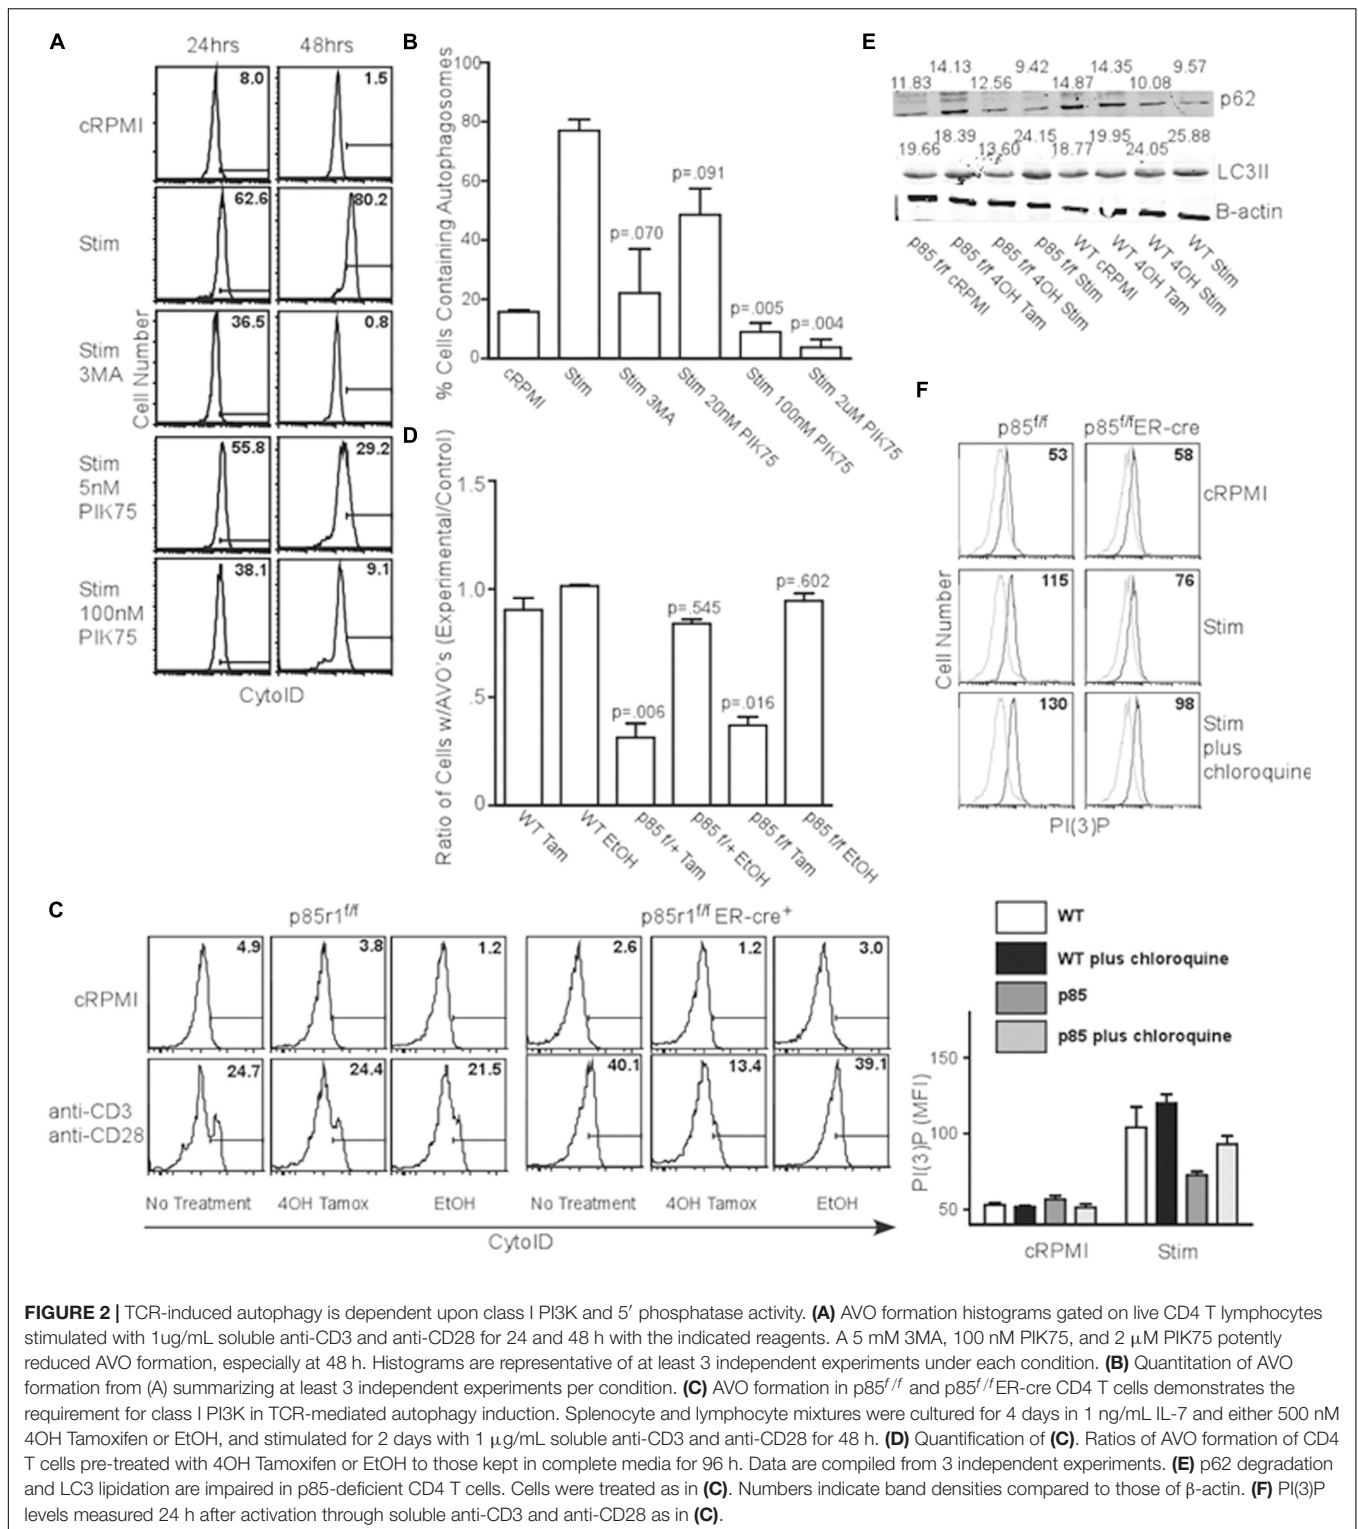 A
24hrs 48hrs
cRPMI
8.0 1.5
Stim
62.6 80.2
Stim
3MA
36.5 0.8
Stim
5nM
PIK75
55.8 29.2
Stim
100nM
PIK75
38.1 9.1
Cell Number
CytoID
B
% Cells Containing Autophagosomes
100
80
60
40
20
0
p=.070
p=.091
p=.005
p=.004
cRPMI
Stim
Stim 3MA
Stim 20nM PIK75
Stim 100nM PIK75
Stim 2uM PIK75
D
Ratio of Cells w/AVO's (Experimental/Control)
1.5
1.0
.5
0
p=.006
p=.545
p=.016
p=.602
WT Tam
WT EtOH
p85 f/+ Tam
p85 f/+ EtOH
p85 f/f Tam
p85 f/f EtOH
E
14.13 9.42 14.35 9.57
11.83 12.56 14.87 10.08
p62
18.39 24.15 19.95 25.88
19.66 13.60 18.77 24.05
LC3II
B-actin
p85 f/f cRPMI
p85 f/f 4OH Tam
p85 f/f 4OH Stim
p85 f/f Stim
WT cRPMI
WT 4OH Tam
WT 4OH Stim
WT Stim
F
p85f/f p85f/fER-cre
53 58
cRPMI
115 76
Stim
130 98
Stim
plus
chloroquine
Cell Number
PI(3)P
C
p85r1f/f p85r1f/f ER-cre+
cRPMI
4.9 3.8 1.2 2.6 1.2 3.0
anti-CD3
anti-CD28
24.7 24.4 21.5 40.1 13.4 39.1
No Treatment 4OH Tamox EtOH No Treatment 4OH Tamox EtOH
CytoID
WT
WT plus chloroquine
p85
p85 plus chloroquine
PI(3)P (MFI)
150
100
50
cRPMI Stim
FIGURE 2 | TCR-induced autophagy is dependent upon class I PI3K and 5′ phosphatase activity. (A) AVO formation histograms gated on live CD4 T lymphocytes
stimulated with 1ug/mL soluble anti-CD3 and anti-CD28 for 24 and 48 h with the indicated reagents. A 5 mM 3MA, 100 nM PIK75, and 2 μM PIK75 potently
reduced AVO formation, especially at 48 h. Histograms are representative of at least 3 independent experiments under each condition. (B) Quantitation of AVO
formation from (A) summarizing at least 3 independent experiments per condition. (C) AVO formation in p85f/f and p85f/fER-cre CD4 T cells demonstrates the
requirement for class I PI3K in TCR-mediated autophagy induction. Splenocyte and lymphocyte mixtures were cultured for 4 days in 1 ng/mL IL-7 and either 500 nM
4OH Tamoxifen or EtOH, and stimulated for 2 days with 1 μg/mL soluble anti-CD3 and anti-CD28 for 48 h. (D) Quantification of (C). Ratios of AVO formation of CD4
T cells pre-treated with 4OH Tamoxifen or EtOH to those kept in complete media for 96 h. Data are compiled from 3 independent experiments. (E) p62 degradation
and LC3 lipidation are impaired in p85-deficient CD4 T cells. Cells were treated as in (C). Numbers indicate band densities compared to those of β-actin. (F) PI(3)P
levels measured 24 h after activation through soluble anti-CD3 and anti-CD28 as in (C).